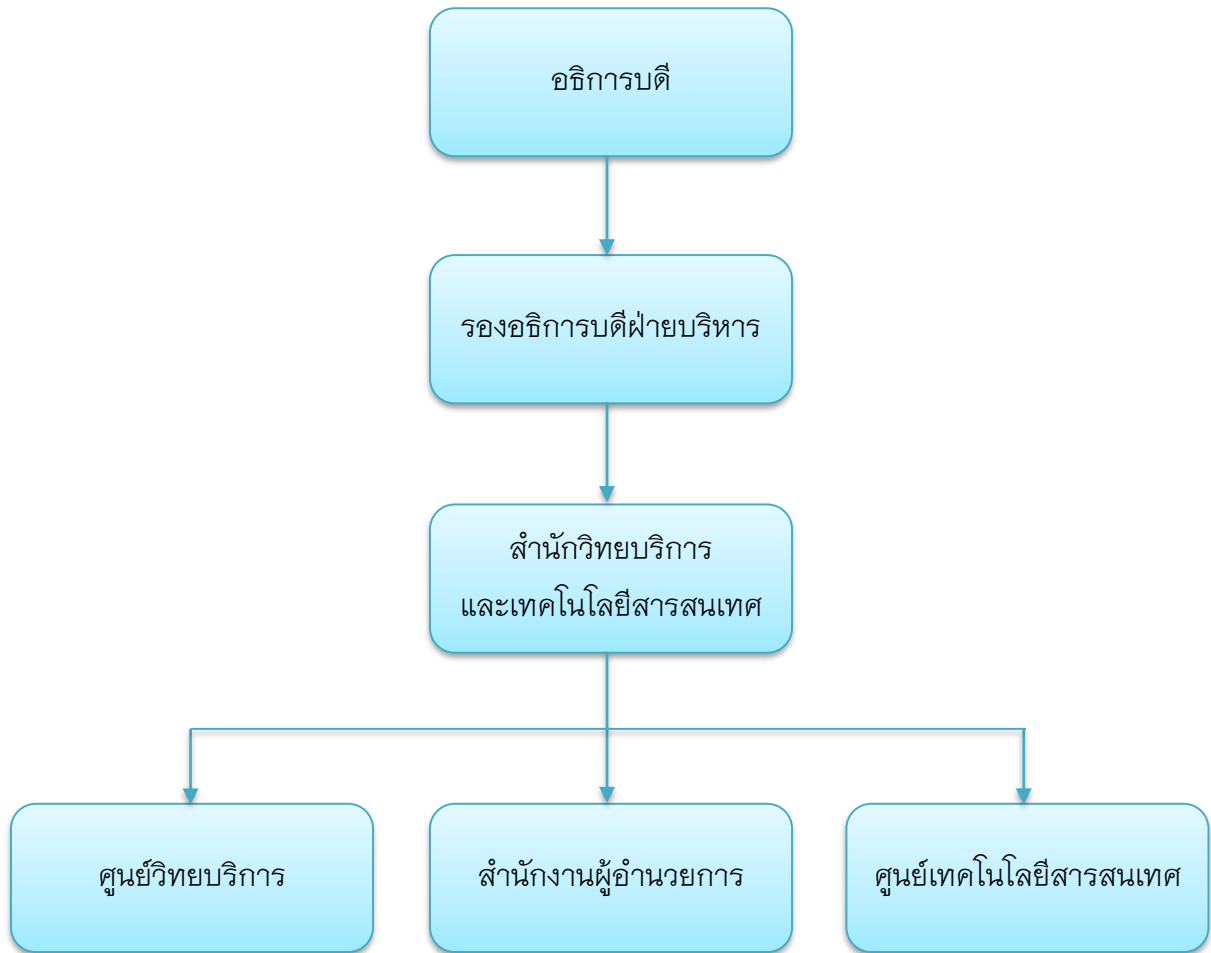 อธิการบดี
รองอธิการบดีฝ่ายบริหาร
สำนักวิทยบริการ
และเทคโนโลยีสารสนเทศ
ศูนย์วิทยบริการ
สำนักงานผู้อำนวยการ
ศูนย์เทคโนโลยีสารสนเทศ